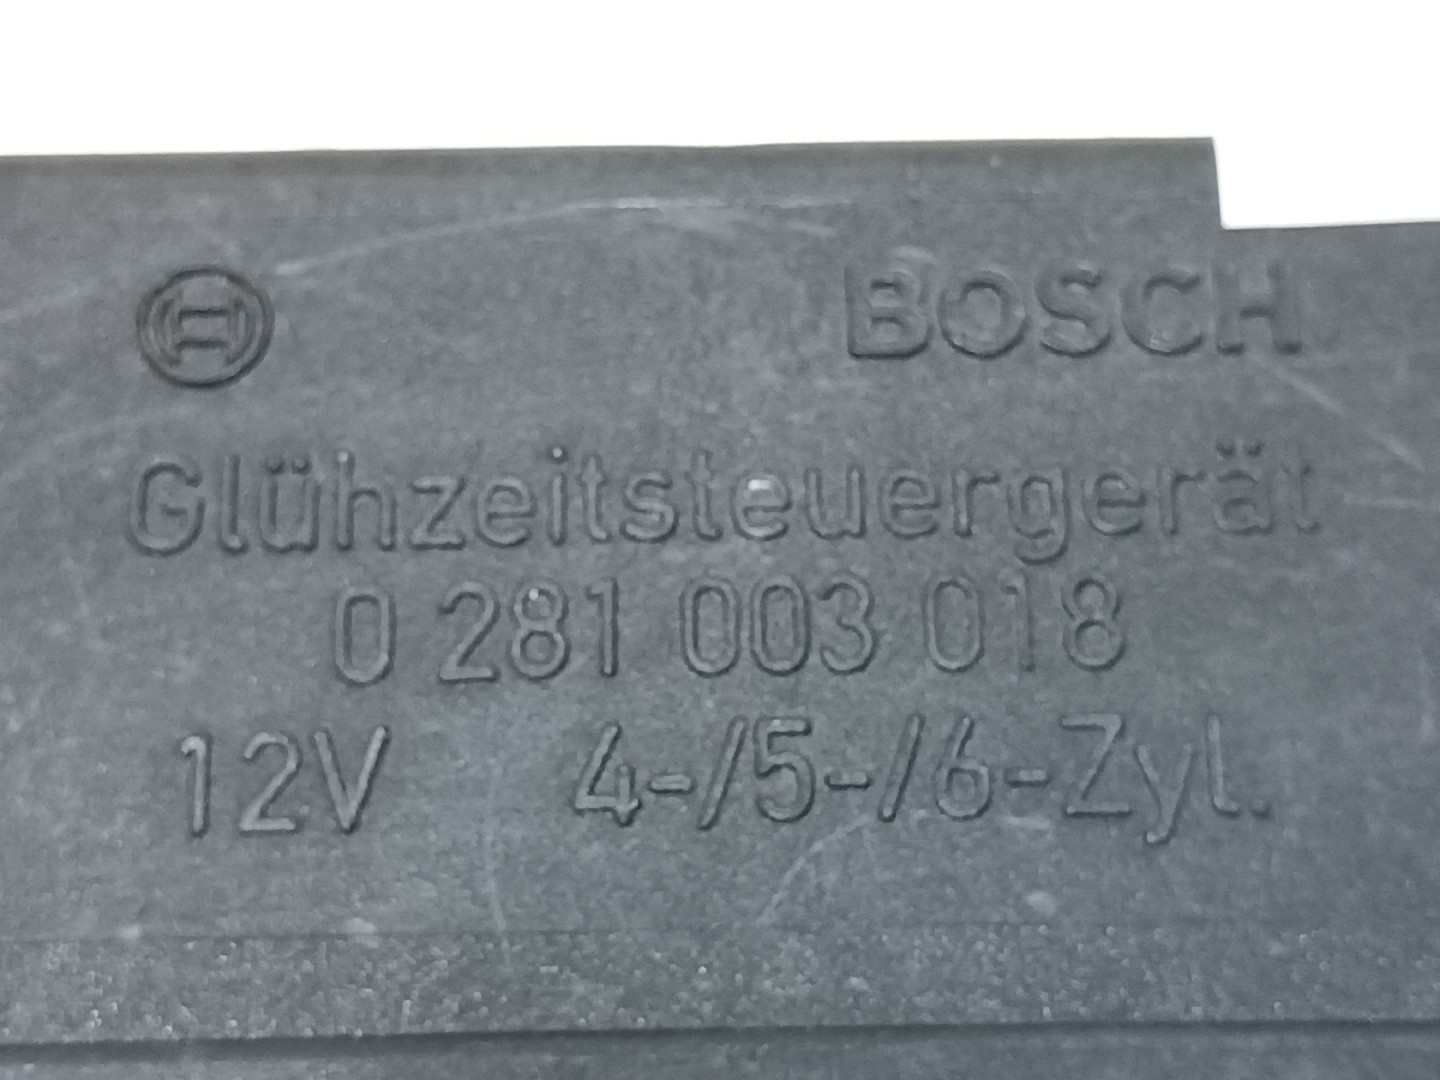 BOSCH
Glühzeitsteuergerät
0 281 003 018
12V 4-/5-/6-Zyl.